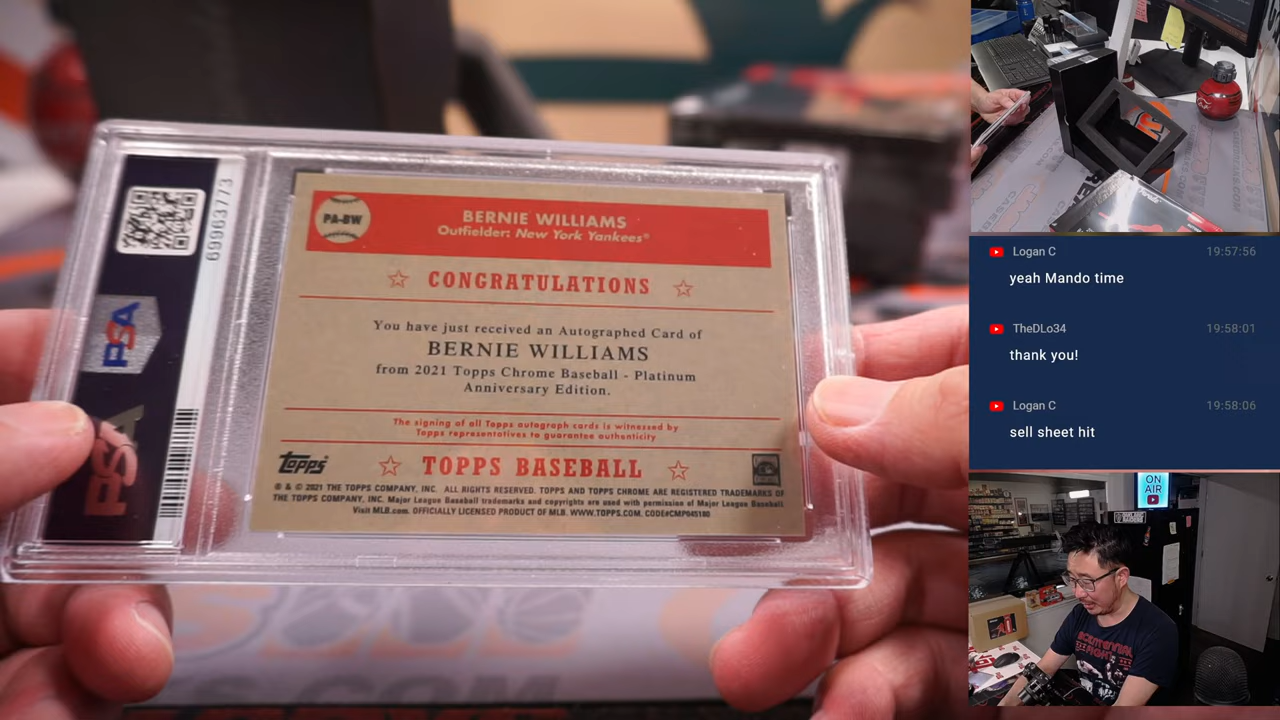 69963773
PSA
PSA
PA-BW
BERNIE WILLIAMS
Outfielder: New York Yankees®
CONGRATULATIONS
You have just received an Autographed Card of
BERNIE WILLIAMS
from 2021 Topps Chrome Baseball - Platinum
Anniversary Edition.
The signing of all Topps autograph cards is witnessed by
Topps representatives to guarantee authenticity
Topps
TOPPS BASEBALL
® & © 2021 THE TOPPS COMPANY, INC. ALL RIGHTS RESERVED. TOPPS AND TOPPS CHROME ARE REGISTERED TRADEMARKS OF
THE TOPPS COMPANY, INC. Major League Baseball trademarks and copyrights are used with permission of Major League Baseball
Visit MLB.com. OFFICIALLY LICENSED PRODUCT OF MLB. WWW.TOPPS.COM. CODE#CMP045180
Logan C 19:57:56
yeah Mando time
TheDLo34 19:58:01
thank you!
Logan C 19:58:06
sell sheet hit
ON
AIR